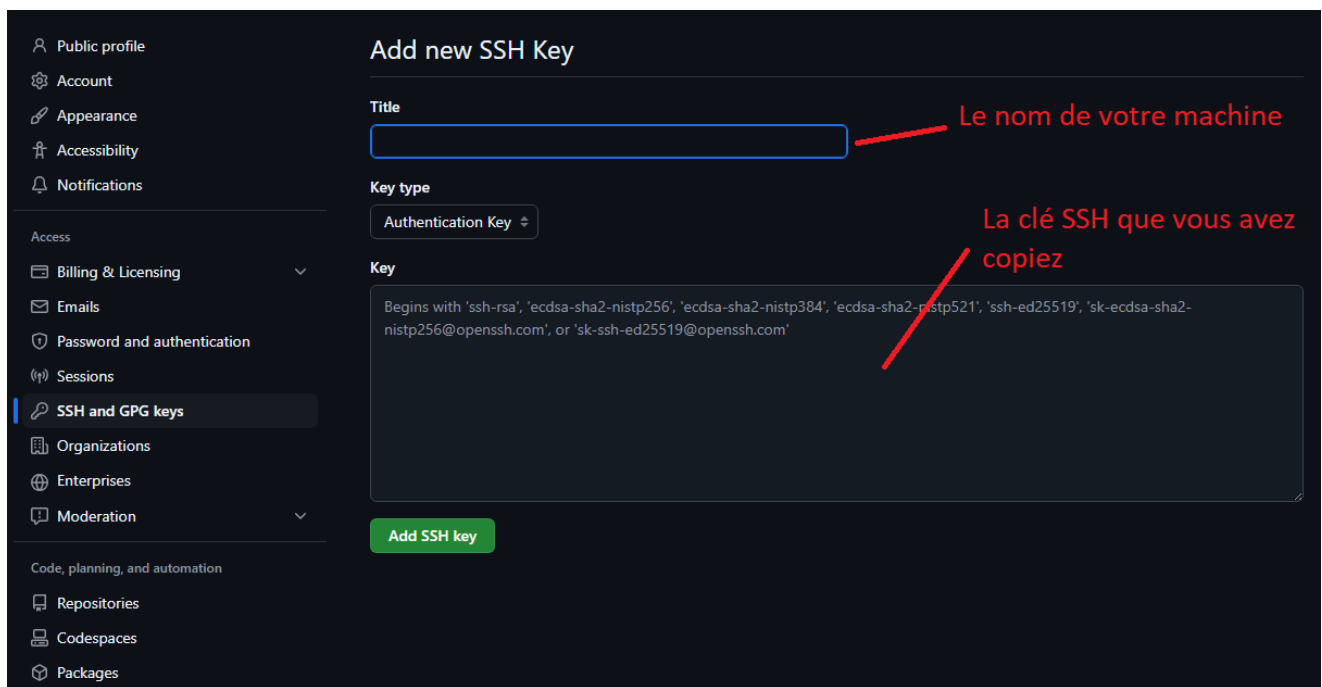 Public profile
Account
Appearance
Accessibility
Notifications
Access
Billing & Licensing
Emails
Password and authentication
Sessions
SSH and GPG keys
Organizations
Enterprises
Moderation
Code, planning, and automation
Repositories
Codespaces
Packages
Add new SSH Key
Title
Le nom de votre machine
Key type
Authentication Key
La clé SSH que vous avez
copiez
Key
Begins with 'ssh-rsa', 'ecdsa-sha2-nistp256', 'ecdsa-sha2-nistp384', 'ecdsa-sha2-nistp521', 'ssh-ed25519', 'sk-ecdsa-sha2-
nistp256@openssh.com', or 'sk-ssh-ed25519@openssh.com'
Add SSH key